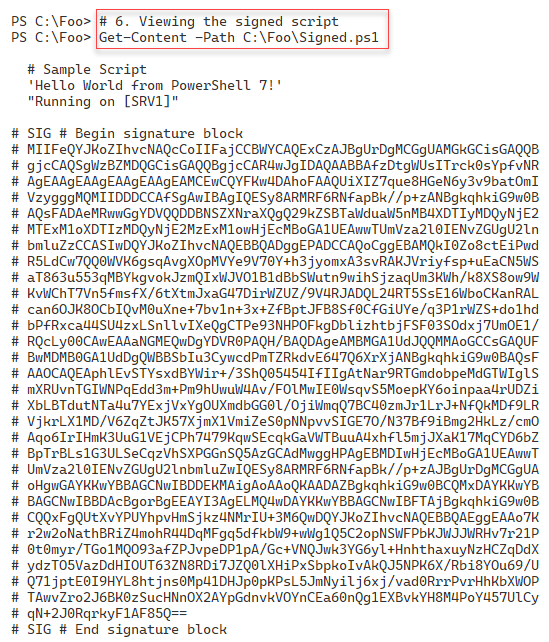 PS C:\Foo> # 6. Viewing the signed script
PS C:\Foo> Get-Content -Path C:\Foo\Signed.ps1
# Sample Script
'Hello World from PowerShell 7!'
"Running on [SRV1]"
# SIG # Begin signature block
# MIIFeQYJKoZIhvcNAQcCoIIFajCCBWYCAQExCzAJBgUrDgMCGgUAMGkGCisGAQQB
# gjcCAQSgWzBZMDQGCisGAQQBgjcCAR4wJgIDAQAABBAfzDtgWUsITrck0sYpfvNR
# AgEAAgEAAgEAAgEAAgEAMCEwCQYFKw4DAhoFAAQUiXIZ7que8HGeN6y3v9batOmI
# VzygggMQMIIDDDCCAfSgAwIBAgIQESy8ARMRF6RNfapBk//p+zANBgkqhkiG9w0B
# AQsFADAeMRwwGgYDVQQDDBNSZXNraXQgQ29kZSBTaWduaW5nMB4XDTIyMDQyNjE2
# MTExM1oXDTIzMDQyNjE2MzExM1owHjEcMBoGA1UEAwwTUmVza2l0IENvZGUgU2ln
# bmluZzCCASIwDQYJKoZIhvcNAQEBBQADggEPADCCAQoCggEBAMQkI0Zo8ctEiPwd
# R5LdCw7QQ0WVK6gsqAvgXOpMVYe9V70Y+h3jyomxA3svRAKJVriyfsp+uEaCN5WS
# aT863u553qMBYkgvokJzmQIxWJVO1B1dBbSWutn9wihSjzaqUm3KWh/k8XS8ow9W
# KvWChT7Vn5fmsfX/6tXtmJxaG47DirWZUZ/9V4RJADQL24RT5SsE16WboCKanRAL
# can6OJK8OCbIQvM0uXne+7bv1n+3x+ZfBptJFB8Sf0CfGiUYe/q3P1rWZS+do1hd
# bPfRxca44SU4zxLSnllvIXeQgCTPe93NHPOFkgDblizhtbjFSF03SOdxj7UmOE1/
# RQcLy00CAwEAAaNGMEQwDgYDVR0PAQH/BAQDAgeAMBMGA1UdJQQMMAoGCCsGAQUF
# BwMDMB0GA1UdDgQWBBSbIu3CywcdPmTZRkdvE647Q6XrXjANBgkqhkiG9w0BAQsF
# AAOCAQEAphlEvSTYsxdBYWir+/3ShQ05454IfIIgAtNar9RTGmdobpeMdGTWIglS
# mXRUvnTGIWNPqEdd3m+Pm9hUwuW4Av/FOlMwIE0WsqvS5MoepKY6oinpaa4rUDZi
# XbLBTdutNTa4u7YExjVxYgOUXmdbGG0l/OjiWmqQ7BC40zmJr1LrJ+NfQkMDf9LR
# VjkrLX1MD/V6ZqZtJK57XjmX1VmiZeS0pNNpvvSIGE7O/N37Bf9iBmg2HkLz/cmO
# Aqo6IrIHmK3UuG1VEjCPh7479KqwSEcqkGaVWTBuuA4xhfl5mjJXaK17MqCYD6bZ
# BpTrBLs1G3ULSeCqzVhSXPGGnSQ5AzGCAdMwggHPAgEBMDIwHjEcMBoGA1UEAwwT
# UmVza2l0IENvZGUgU2lnbmluZwIQESy8ARMRF6RNfapBk//p+zAJBgUrDgMCGgUA
# oHgwGAYKKwYBBAGCNwIBDDEKMAigAoAAoQKAADAZBgkqhkiG9w0BCQMxDAYKKwYB
# BAGCNwIBBDAcBgorBgEEAYI3AgELMQ4wDAYKKwYBBAGCNwIBFTAjBgkqhkiG9w0B
# CQQxFgQUtXvYPUYhpvHmSjkz4NMrIU+3M6QwDQYJKoZIhvcNAQEBBQAEggEAAo7K
# r2w2oNathBRiZ4mohR44DqMFgq5dfkbW9+wWg1Q5C2opNSWFPbKJWJJWRHv7r21P
# 0t0myr/TGo1MQO93afZPJvpeDP1pA/Gc+VNQJwk3YG6yl+HnhthaxuyNzHCZqDdX
# ydzTO5VazDdHIOUT63ZN8RDi7JZQ0lXHiPxSbpkoIvAkQJ5NPK6X/Rbi8YOu69/U
# Q71jptE0I9HYL8htjns0Mp41DHJp0pKPsL5JmNyilj6xj/vad0RrrPvrHhKbXWOP
# TAwvZro2J6BK0zSucHNnOX2AYpGdnvkVOYnCEa60nQg1EXBvkYH8M4PoY457UlCy
# qN+2J0RqrkyF1AF85Q==
# SIG # End signature block